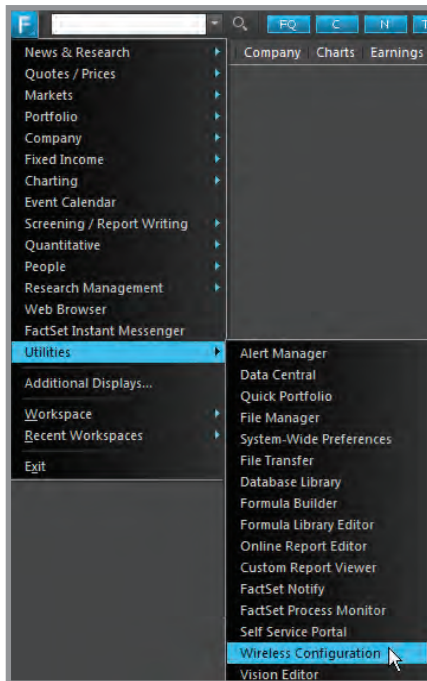 F FQ C N T
Company Charts Earnings
News & Research
Quotes / Prices
Markets
Portfolio
Company
Fixed Income
Charting
Event Calendar
Screening / Report Writing
Quantitative
People
Research Management
Web Browser
FactSet Instant Messenger
Utilities
Additional Displays...
Workspace
Recent Workspaces
Exit
Alert Manager
Data Central
Quick Portfolio
File Manager
System-Wide Preferences
File Transfer
Database Library
Formula Builder
Formula Library Editor
Online Report Editor
Custom Report Viewer
FactSet Notify
FactSet Process Monitor
Self Service Portal
Wireless Configuration
Vision Editor